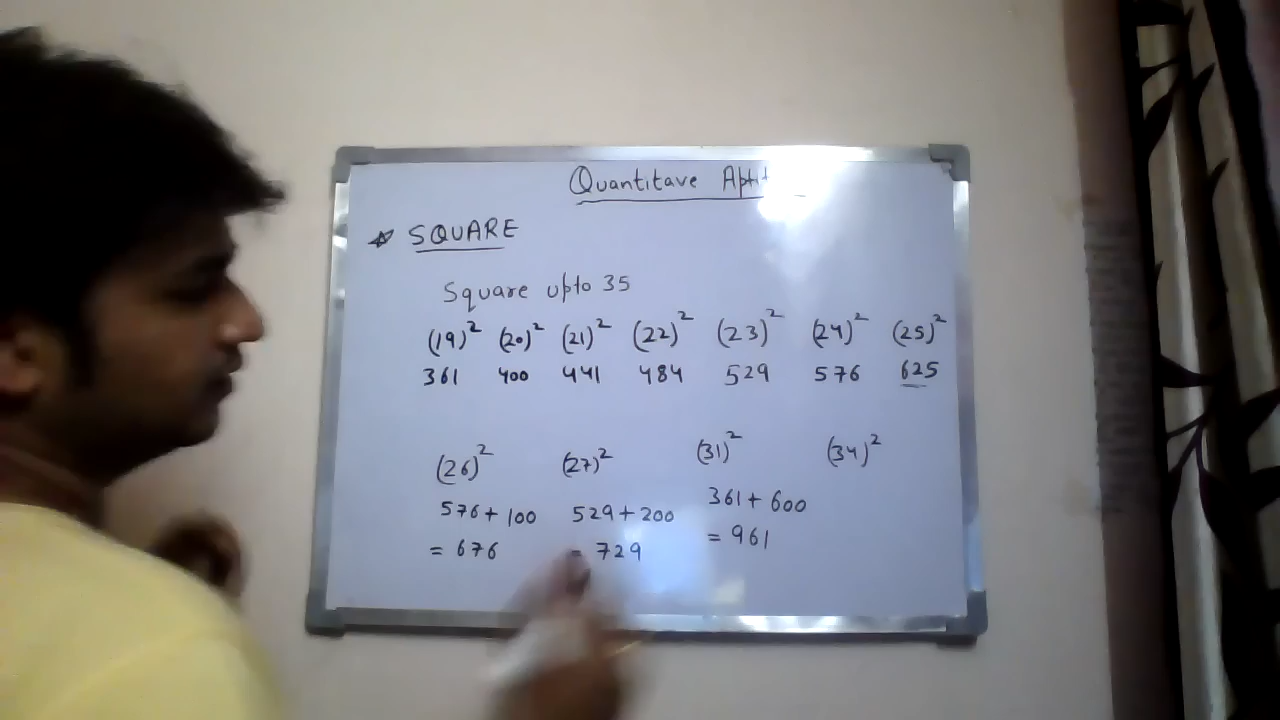 Quantitave
☆ SQUARE
Square upto 35
(19)² (20)² (21)² (22)² (23)² (24)² (25)²
361 400 441 484 529 576 625
(26)² (27)² (31)² (34)²
576+100 529+200 361+600
= 676 = 729 = 961